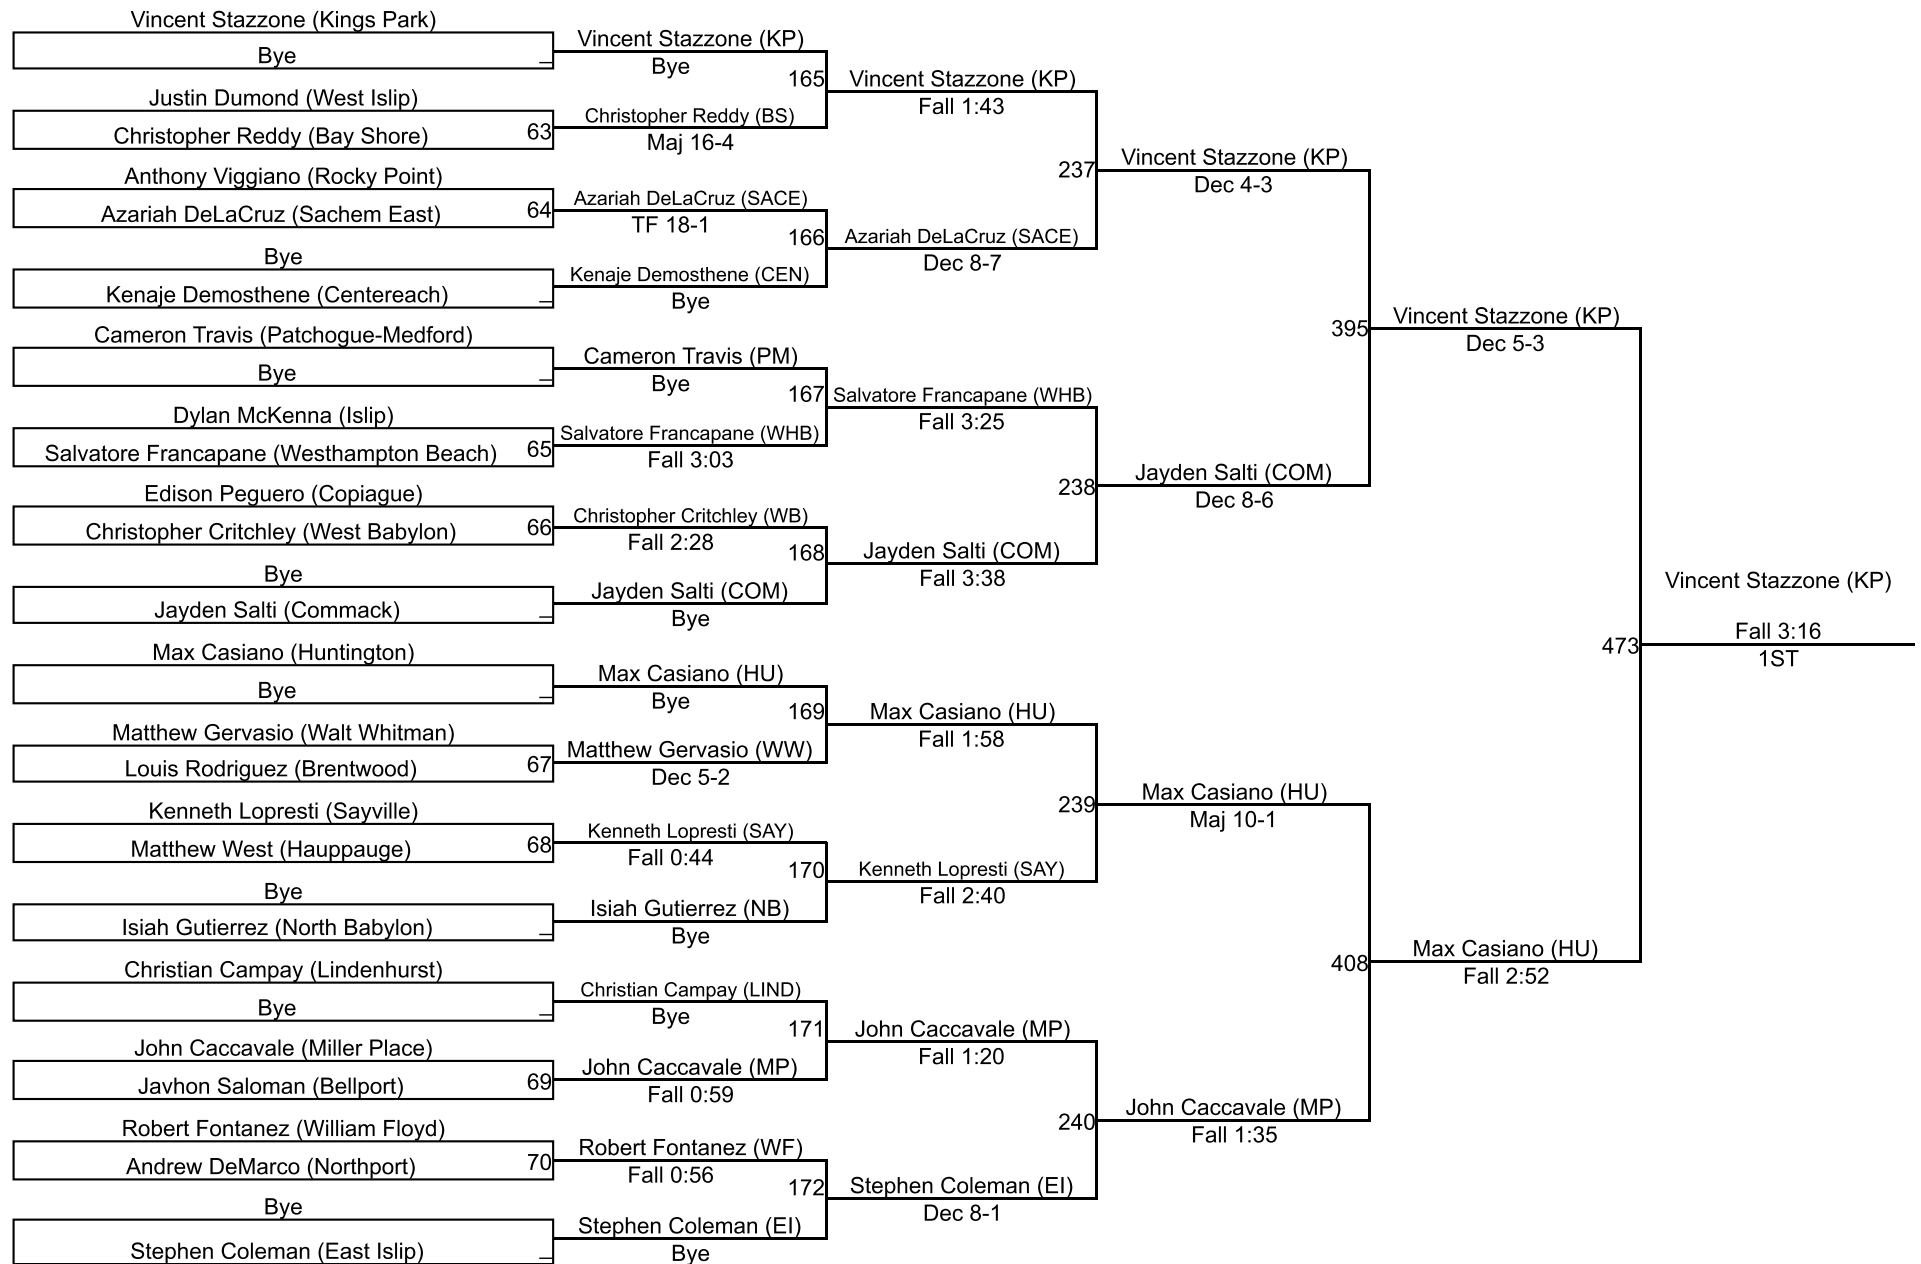 Vincent Stazzone (Kings Park)
Bye _
Justin Dumond (West Islip)
Christopher Reddy (Bay Shore) 63
Anthony Viggiano (Rocky Point)
Azariah DeLaCruz (Sachem East) 64
Bye
Kenaje Demosthene (Centereach) _
Cameron Travis (Patchogue-Medford)
Bye _
Dylan McKenna (Islip)
Salvatore Francapane (Westhampton Beach) 65
Edison Peguero (Copiague)
Christopher Critchley (West Babylon) 66
Bye
Jayden Salti (Commack) _
Max Casiano (Huntington)
Bye _
Matthew Gervasio (Walt Whitman)
Louis Rodriguez (Brentwood) 67
Kenneth Lopresti (Sayville)
Matthew West (Hauppauge) 68
Bye
Isiah Gutierrez (North Babylon) _
Christian Campay (Lindenhurst)
Bye _
John Caccavale (Miller Place)
Javhon Saloman (Bellport) 69
Robert Fontanez (William Floyd)
Andrew DeMarco (Northport) 70
Bye
Stephen Coleman (East Islip) _
Vincent Stazzone (KP)
Bye
165
Christopher Reddy (BS)
Maj 16-4
Azariah DeLaCruz (SACE)
TF 18-1
166
Kenaje Demosthene (CEN)
Bye
Cameron Travis (PM)
Bye
167
Salvatore Francapane (WHB)
Fall 3:03
Christopher Critchley (WB)
Fall 2:28
168
Jayden Salti (COM)
Bye
Max Casiano (HU)
Bye
169
Matthew Gervasio (WW)
Dec 5-2
Kenneth Lopresti (SAY)
Fall 0:44
170
Isiah Gutierrez (NB)
Bye
Christian Campay (LIND)
Bye
171
John Caccavale (MP)
Fall 0:59
Robert Fontanez (WF)
Fall 0:56
172
Stephen Coleman (EI)
Bye
Vincent Stazzone (KP)
Fall 1:43
237
Azariah DeLaCruz (SACE)
Dec 8-7
Salvatore Francapane (WHB)
Fall 3:25
238
Jayden Salti (COM)
Fall 3:38
Max Casiano (HU)
Fall 1:58
239
Kenneth Lopresti (SAY)
Fall 2:40
John Caccavale (MP)
Fall 1:20
240
Stephen Coleman (EI)
Dec 8-1
Vincent Stazzone (KP)
Dec 4-3
395
Jayden Salti (COM)
Dec 8-6
Max Casiano (HU)
Maj 10-1
408
John Caccavale (MP)
Fall 1:35
Vincent Stazzone (KP)
Dec 5-3
473
Max Casiano (HU)
Fall 2:52
Vincent Stazzone (KP)
Fall 3:16
1ST